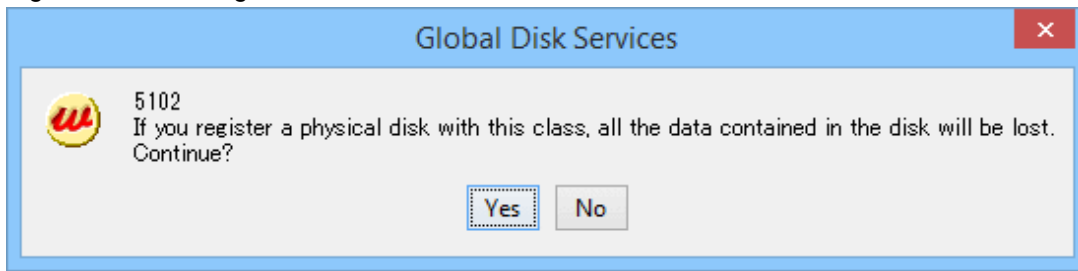 Global Disk Services
5102
If you register a physical disk with this class, all the data contained in the disk will be lost.
Continue?
Yes No